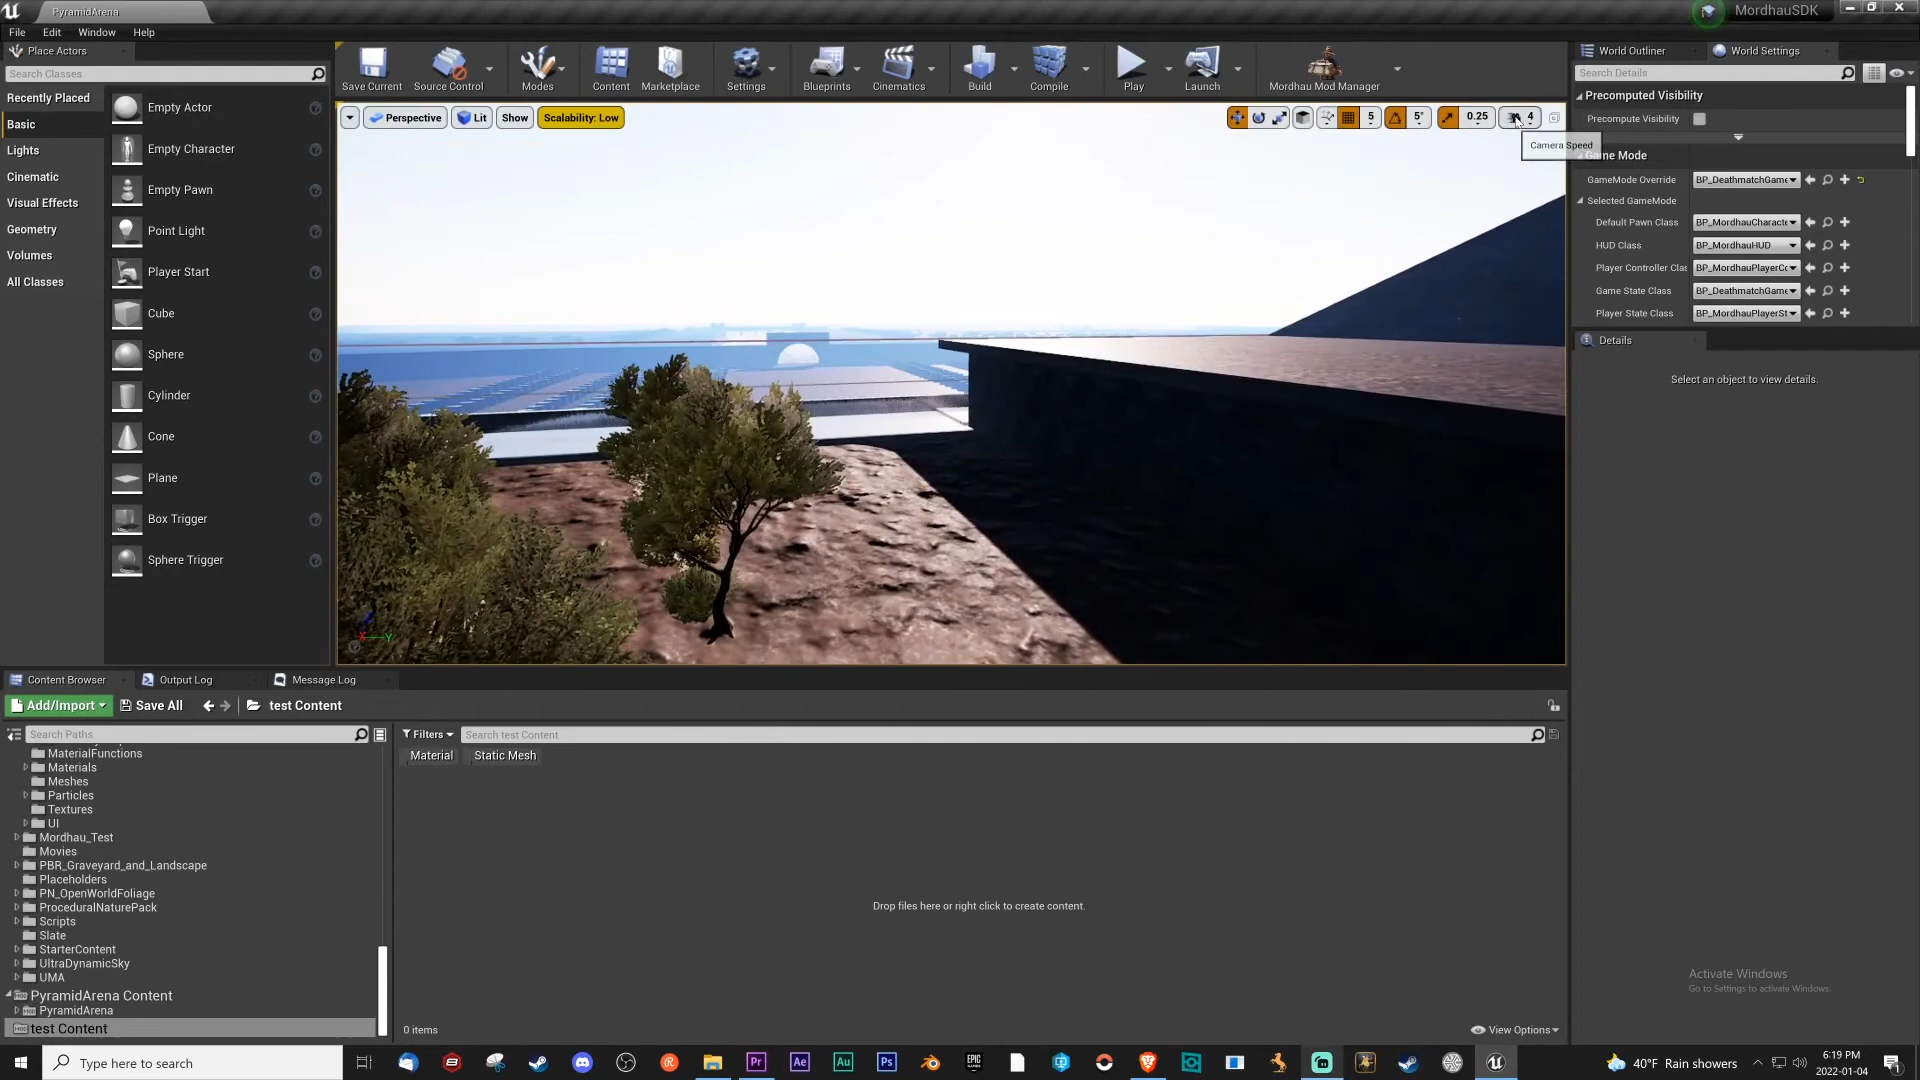 PyramidArena
MordhauSDK
File Edit Window Help
Place Actors
Search Classes
Recently Placed
Basic
Lights
Cinematic
Visual Effects
Geometry
Volumes
All Classes
Empty Actor
Empty Character
Empty Pawn
Point Light
Player Start
Cube
Sphere
Cylinder
Cone
Plane
Box Trigger
Sphere Trigger
Save Current Source Control Modes Content Marketplace Settings Blueprints Cinematics Build Compile Play Launch Mordhau Mod Manager
Perspective Lit Show Scalability: Low 5 5° 0.25 4
Camera Speed
X Y
World Outliner World Settings
Search Details
Precomputed Visibility
Precompute Visibility
Game Mode
GameMode Override BP_DeathmatchGame
Selected GameMode
Default Pawn Class BP_MordhauCharacte
HUD Class BP_MordhauHUD
Player Controller Clas BP_MordhauPlayerCc
Game State Class BP_DeathmatchGame
Player State Class BP_MordhauPlayerSt
Details
Select an object to view details.
Content Browser Output Log Message Log
Add/Import Save All test Content
Search Paths
Filters Search test Content
Material Static Mesh
MaterialFunctions
Materials
Meshes
Particles
Textures
UI
Mordhau_Test
Movies
PBR_Graveyard_and_Landscape
Placeholders
PN_OpenWorldFoliage
ProceduralNaturePack
Scripts
Slate
StarterContent
UltraDynamicSky
UMA
PyramidArena Content
PyramidArena
test Content
Drop files here or right click to create content.
0 items
View Options
Activate Windows
Go to Settings to activate Windows.
Type here to search
Pr Ae Au Ps
EPIC GAMES
40°F Rain showers
6:19 PM
2022-01-04
1